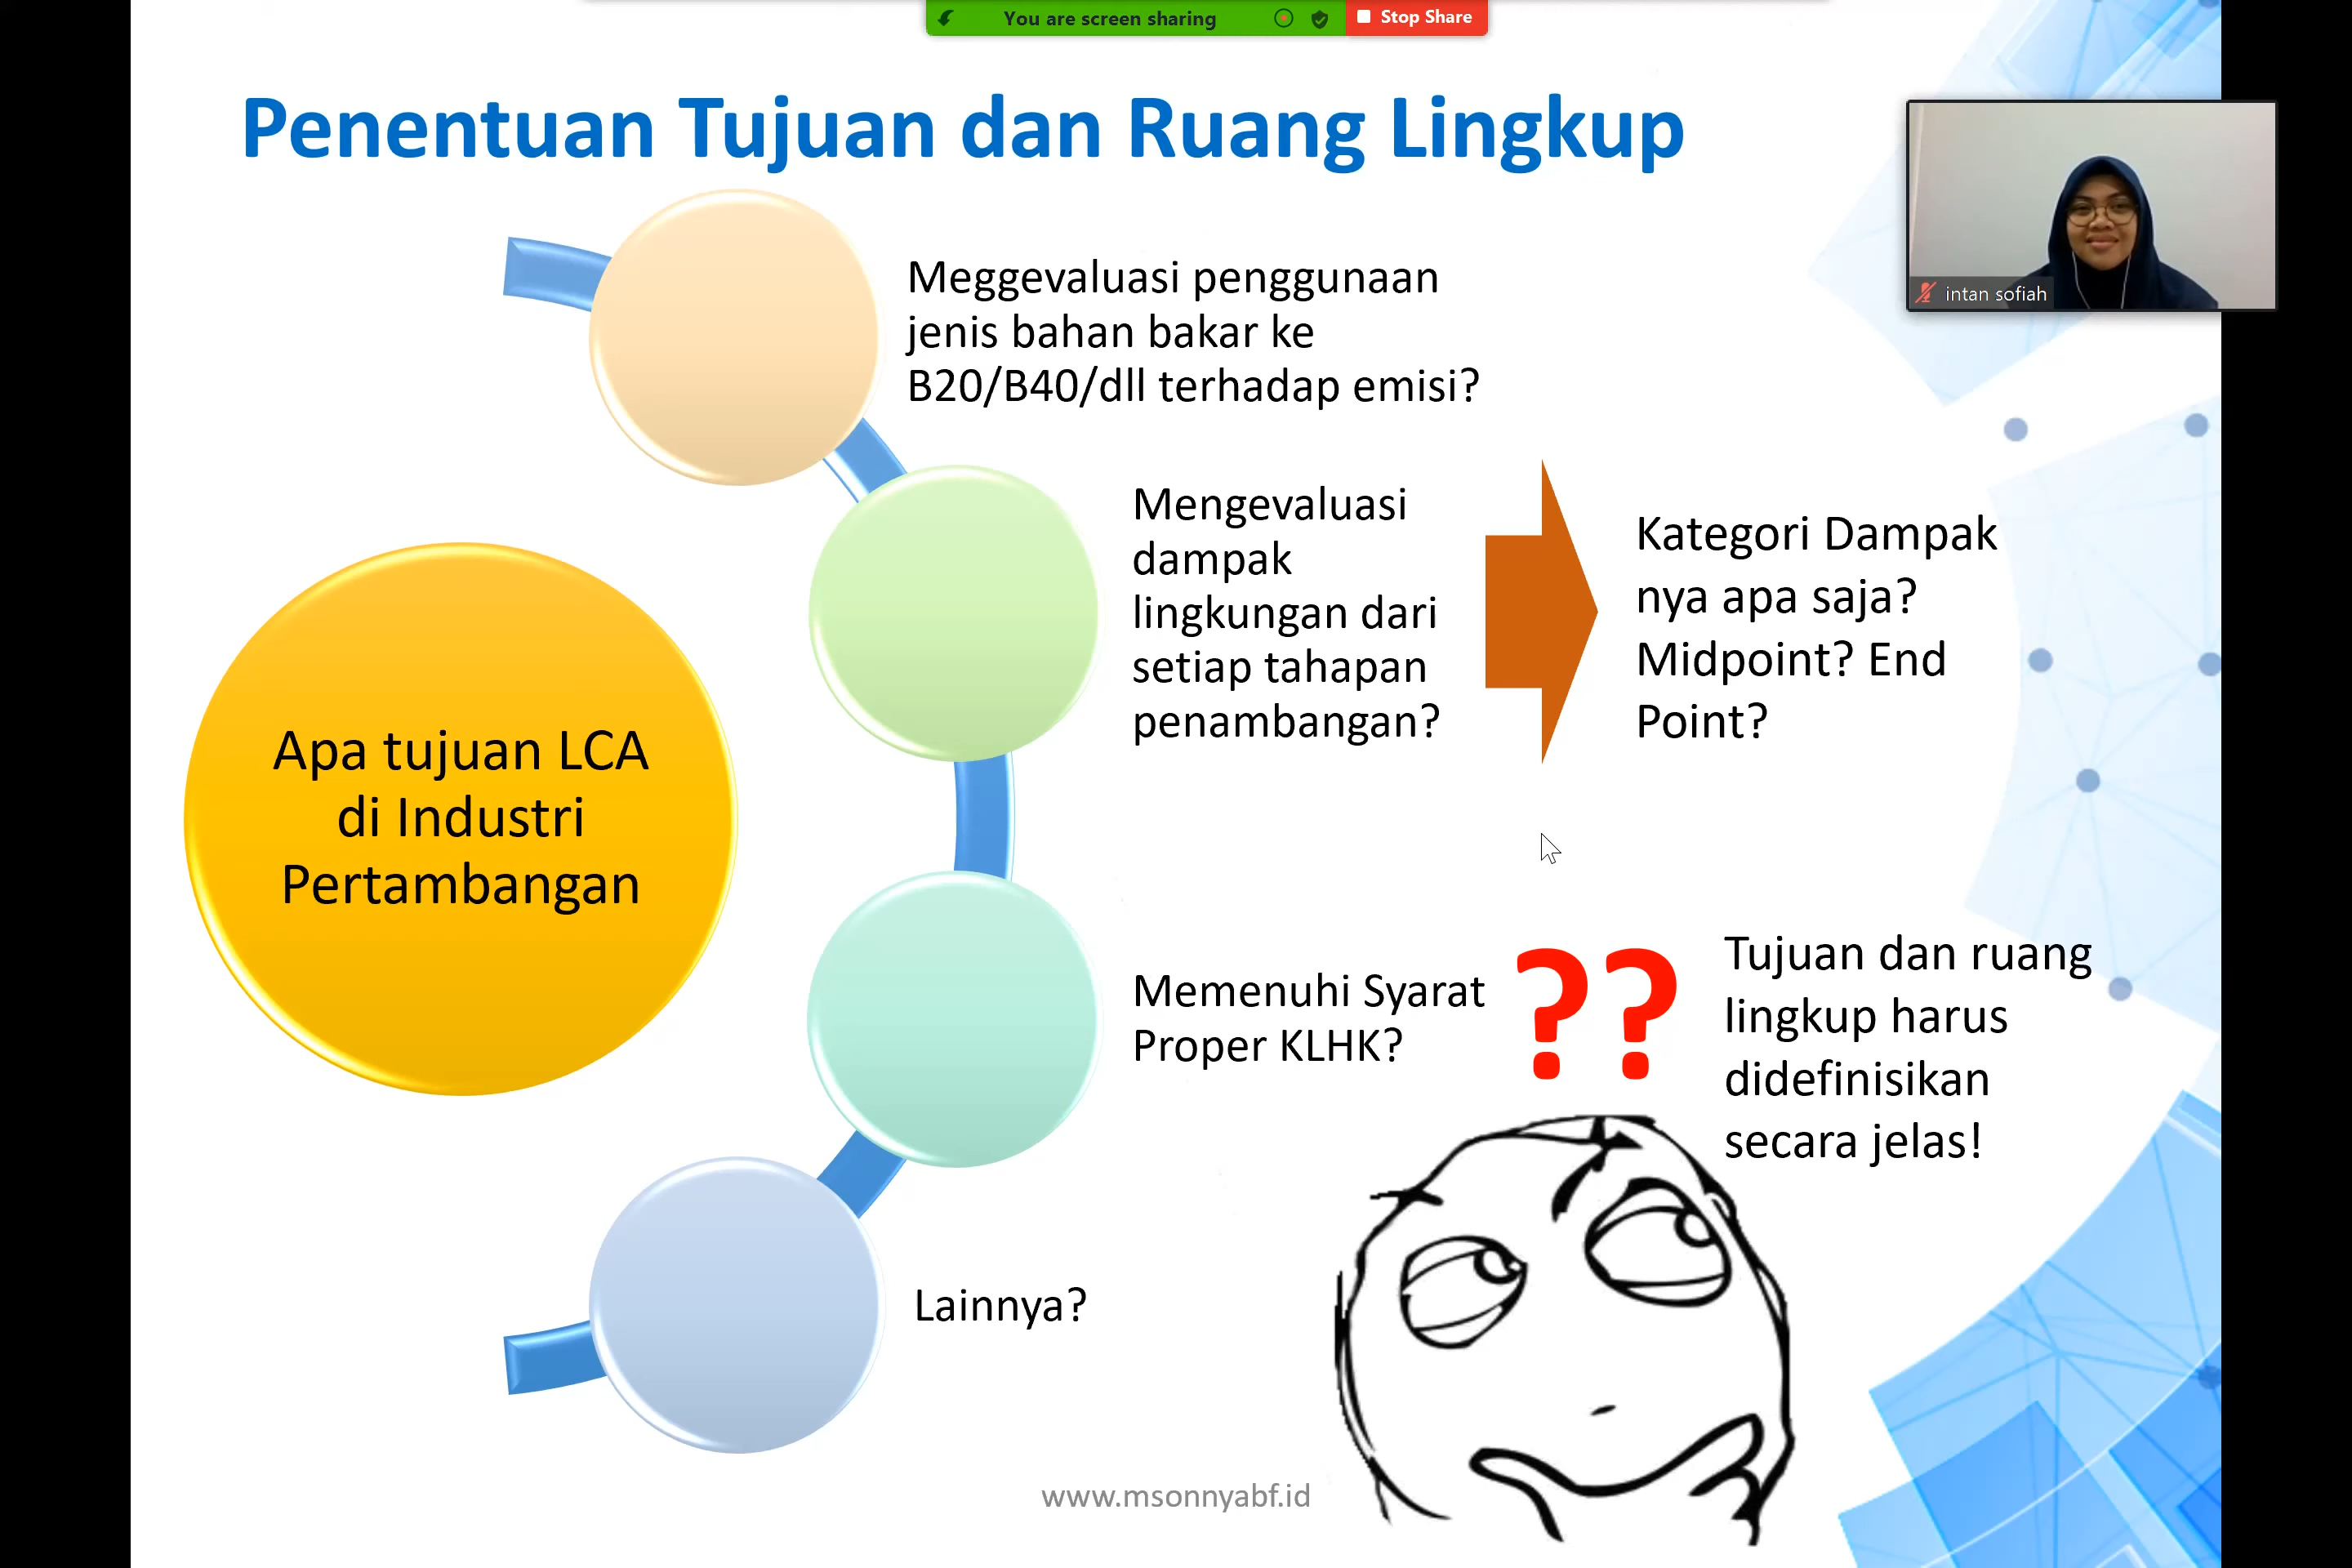 You are screen sharing
Stop Share
Penentuan Tujuan dan Ruang Lingkup
intan sofiah
Meggevaluasi penggunaan
jenis bahan bakar ke
B20/B40/dll terhadap emisi?
Mengevaluasi
dampak
lingkungan dari
setiap tahapan
penambangan?
Kategori Dampak
nya apa saja?
Midpoint? End
Point?
Apa tujuan LCA
di Industri
Pertambangan
Memenuhi Syarat
Proper KLHK?
??
Tujuan dan ruang
lingkup harus
didefinisikan
secara jelas!
Lainnya?
www.msonnyabf.id